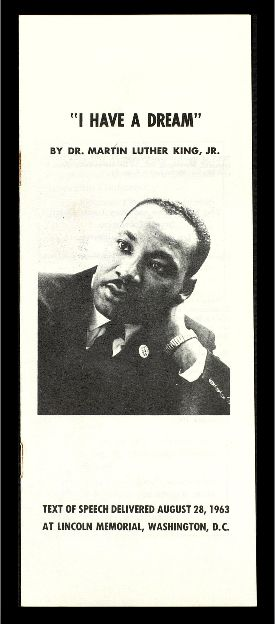 "I HAVE A DREAM"
BY DR. MARTIN LUTHER KING, JR.
TEXT OF SPEECH DELIVERED AUGUST 28, 1963
AT LINCOLN MEMORIAL, WASHINGTON, D.C.